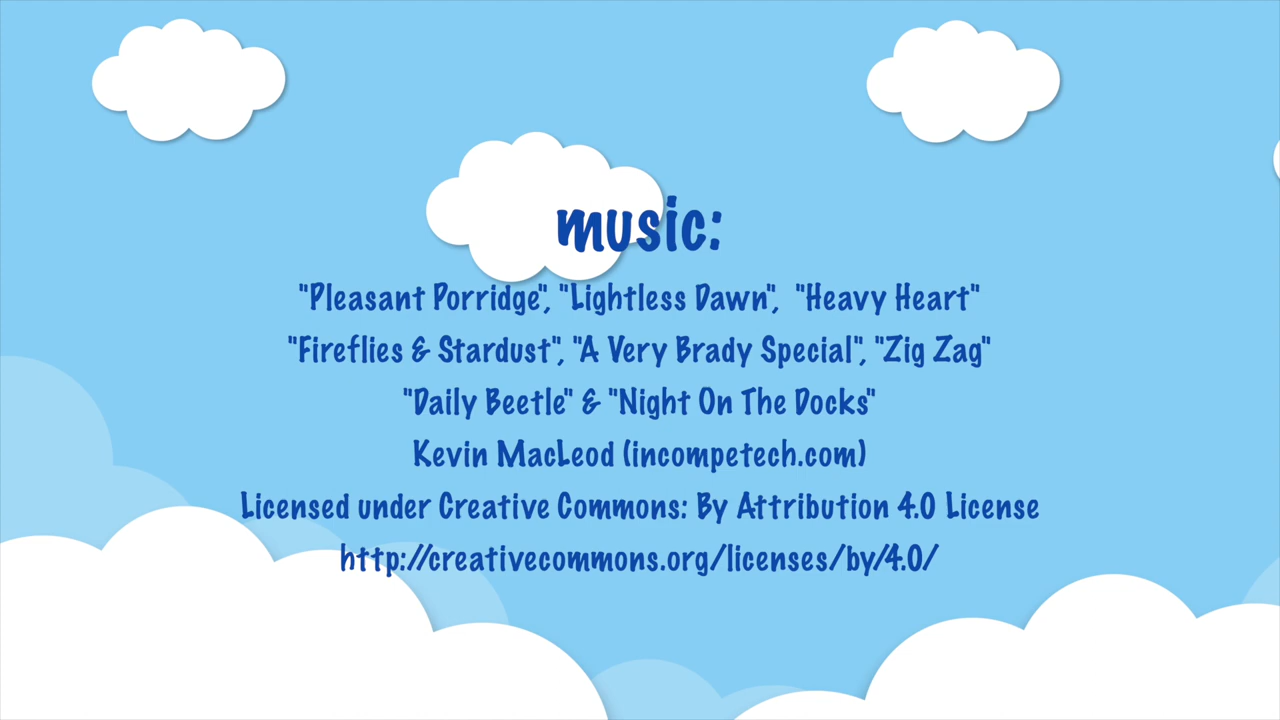 music:
"Pleasant Porridge", "Lightless Dawn", "Heavy Heart"
"Fireflies & Stardust", "A Very Brady Special", "Zig Zag"
"Daily Beetle" & "Night On The Docks"
Kevin MacLeod (incompetech.com)
Licensed under Creative Commons: By Attribution 4.0 License
http://creativecommons.org/licenses/by/4.0/